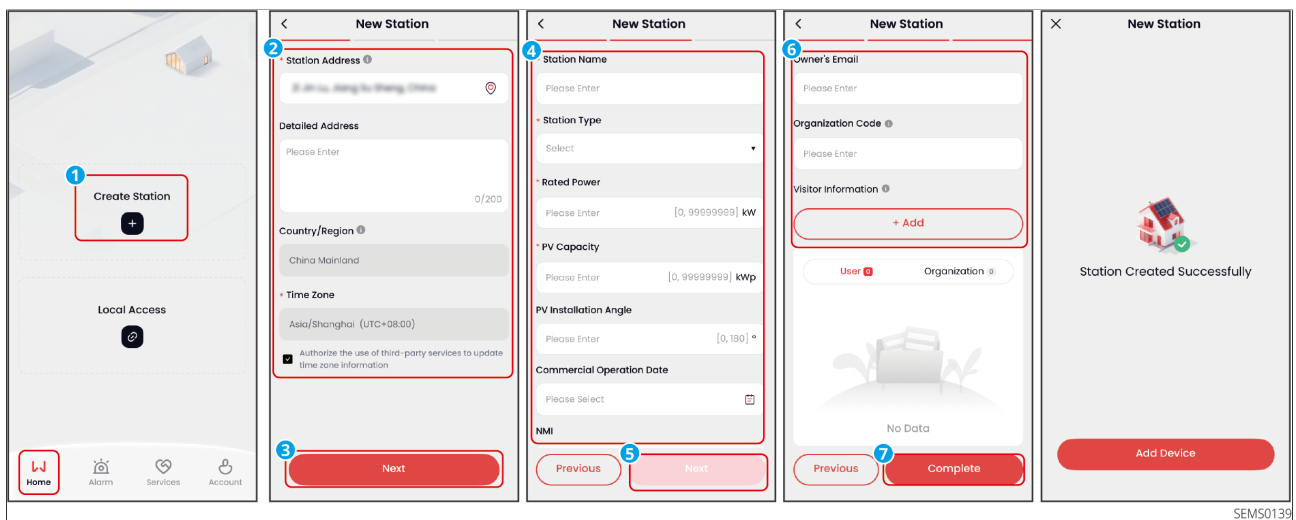 1
Create Station
Local Access
Home
Alarm
Services
Account
New Station
2
* Station Address
Detailed Address
Please Enter
0/200
Country/Region
China Mainland
* Time Zone
Asia/Shanghai (UTC+08:00)
Authorize the use of third-party services to update
time zone information
3
Next
New Station
4
* Station Name
Please Enter
* Station Type
Select
* Rated Power
Please Enter [0, 99999999] kW
* PV Capacity
Please Enter [0, 99999999] kWp
PV Installation Angle
Please Enter [0, 180] °
Commercial Operation Date
Please Select
NMI
5
Previous
Next
New Station
6
Owner's Email
Please Enter
Organization Code
Please Enter
Visitor Information
+ Add
User 0 Organization 0
No Data
7
Previous
Complete
New Station
Station Created Successfully
Add Device
SEMS0139